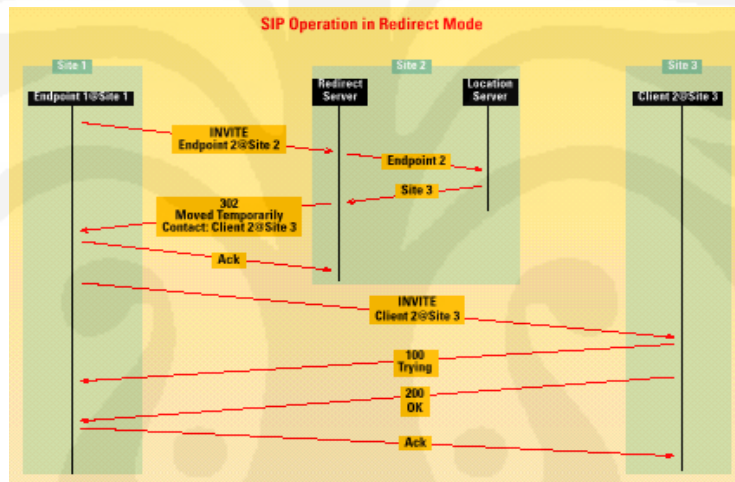 SIP Operation in Redirect Mode
Site 1
Site 2
Site 3
Endpoint 1@Site 1
Redirect
Server
Location
Server
Client 2@Site 3
INVITE
Endpoint 2@Site 2
Endpoint 2
Site 3
302
Moved Temporarily
Contact: Client 2@Site 3
Ack
INVITE
Client 2@Site 3
100
Trying
200
OK
Ack